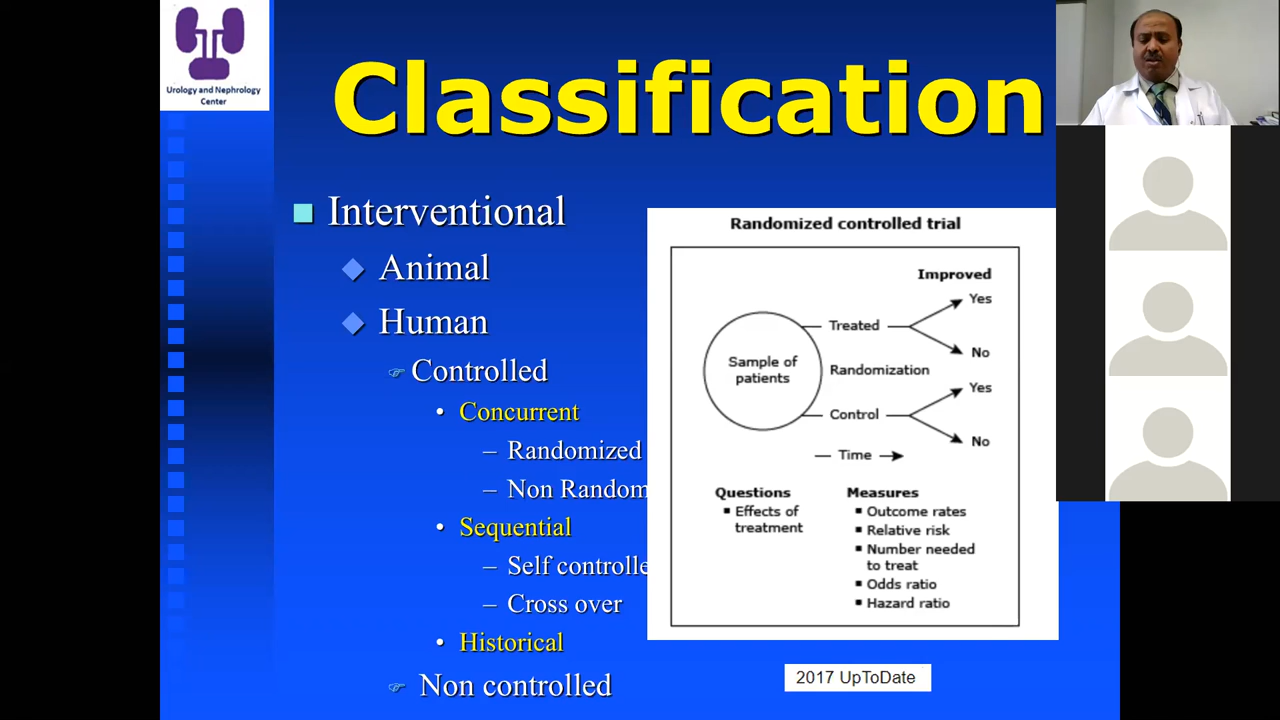 Urology and Nephrology
Center
Classification
Interventional
Animal
Human
Controlled
• Concurrent
– Randomized
– Non Random
• Sequential
– Self controlle
– Cross over
• Historical
Non controlled
Randomized controlled trial
Improved
Yes
Treated
No
Sample of
patients
Randomization
Yes
Control
No
Time
Questions
▪ Effects of
treatment
Measures
▪ Outcome rates
▪ Relative risk
▪ Number needed
to treat
▪ Odds ratio
▪ Hazard ratio
2017 UpToDate